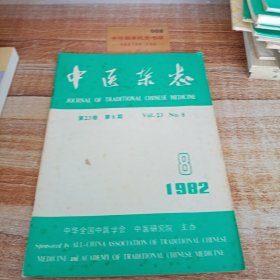 中医杂志
JOURNAL OF TRADITIONAL CHINESE MEDICINE
第23卷 第8期 Vol. 23 No. 8
8
1982
中华全国中医学会 中医研究院 主办
Sponsored by ALL-CHINA ASSOCIATION OF TRADITIONAL CHINESE
MEDICINE and ACADEMY OF TRADITIONAL CHINESE MEDICINE